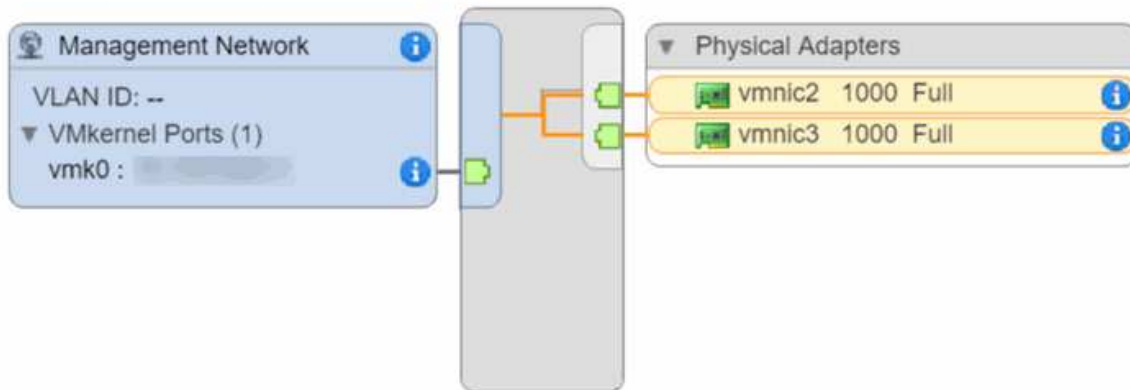 Management Network
VLAN ID: --
VMkernel Ports (1)
vmk0 :
Physical Adapters
vmnic2 1000 Full
vmnic3 1000 Full